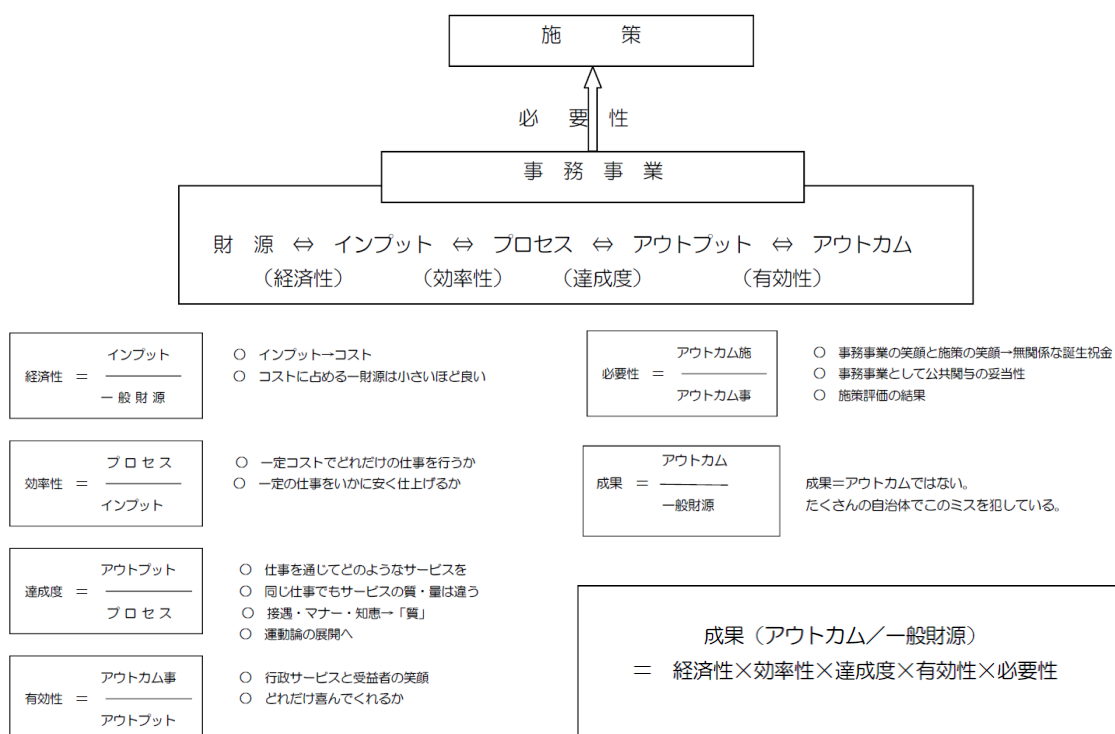 施　　策
必　要　性
事　務　事　業
財　源　⇔　インプット　⇔　プロセス　⇔　アウトプット　⇔　アウトカム
（経済性）　（効率性）　（達成度）　（有効性）
経済性　＝　インプット
一般財源
○　インプット→コスト
○　コストに占める一財源は小さいほど良い
効率性　＝　プロセス
インプット
○　一定コストでどれだけの仕事を行うか
○　一定の仕事をいかに安く仕上げるか
達成度　＝　アウトプット
プロセス
○　仕事を通じてどのようなサービスを
○　同じ仕事でもサービスの質・量は違う
○　接遇・マナー・知恵→「質」
○　運動論の展開へ
有効性　＝　アウトカム事
アウトプット
○　行政サービスと受益者の笑顔
○　どれだけ喜んでくれるか
必要性　＝　アウトカム施
アウトカム事
○　事務事業の笑顔と施策の笑顔→無関係な誕生祝金
○　事務事業として公共関与の妥当性
○　施策評価の結果
成果　＝　アウトカム
一般財源
成果＝アウトカムではない。
たくさんの自治体でこのミスを犯している。
成果（アウトカム／一般財源）
＝　経済性×効率性×達成度×有効性×必要性